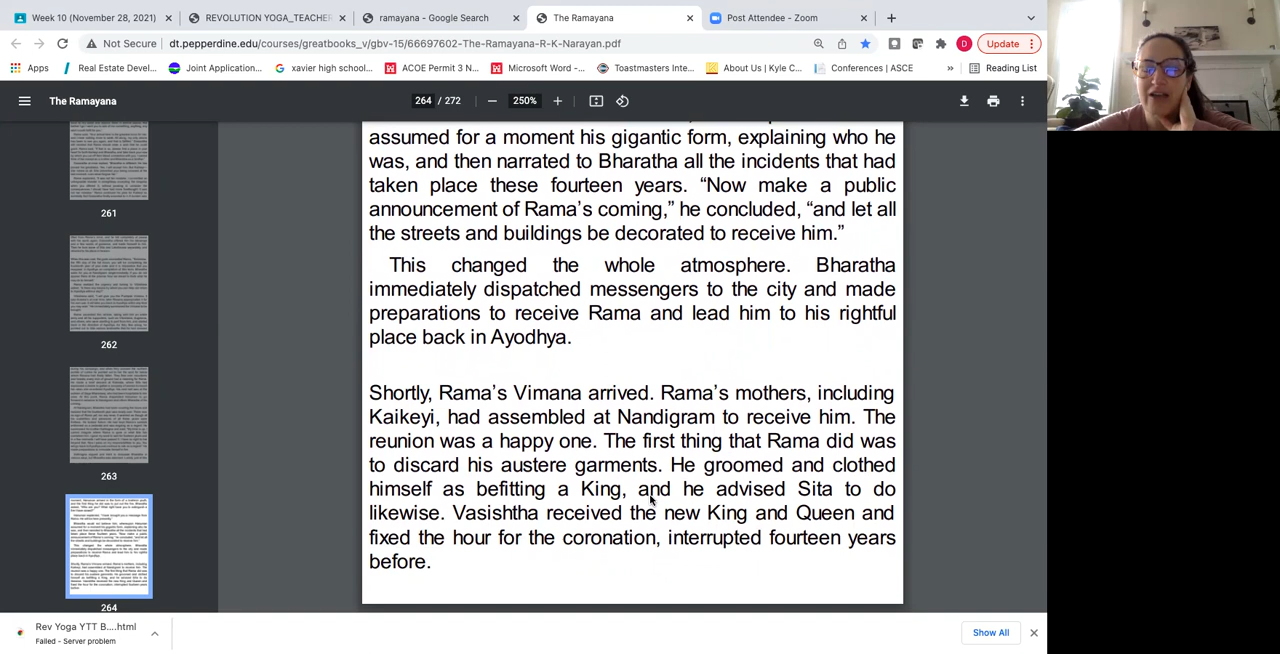 Week 10 (November 28, 2021)
REVOLUTION YOGA_TEACHER
ramayana - Google Search
The Ramayana
Post Attendee - Zoom
Not Secure
dt.pepperdine.edu/courses/greatbooks_v/gbv-15/66697602-The-Ramayana-R-K-Narayan.pdf
D
Update
Apps
Real Estate Devel...
Joint Application...
xavier high school...
ACOE Permit 3 N...
Microsoft Word -...
Toastmasters Inte...
About Us | Kyle C...
Conferences | ASCE
»
Reading List
The Ramayana
264 / 272
250%
261
262
263
264
assumed for a moment his gigantic form, explaining who he
was, and then narrated to Bharatha all the incidents that had
taken place these fourteen years. “Now make a public
announcement of Rama’s coming,” he concluded, “and let all
the streets and buildings be decorated to receive him.”
This changed the whole atmosphere. Bharatha
immediately dispatched messengers to the city and made
preparations to receive Rama and lead him to his rightful
place back in Ayodhya.
Shortly, Rama’s Vimana arrived. Rama’s mothers, including
Kaikeyi, had assembled at Nandigram to receive him. The
reunion was a happy one. The first thing that Rama did was
to discard his austere garments. He groomed and clothed
himself as befitting a King, and he advised Sita to do
likewise. Vasishtha received the new King and Queen and
fixed the hour for the coronation, interrupted fourteen years
before.
Rev Yoga YTT B....html
Failed - Server problem
Show All